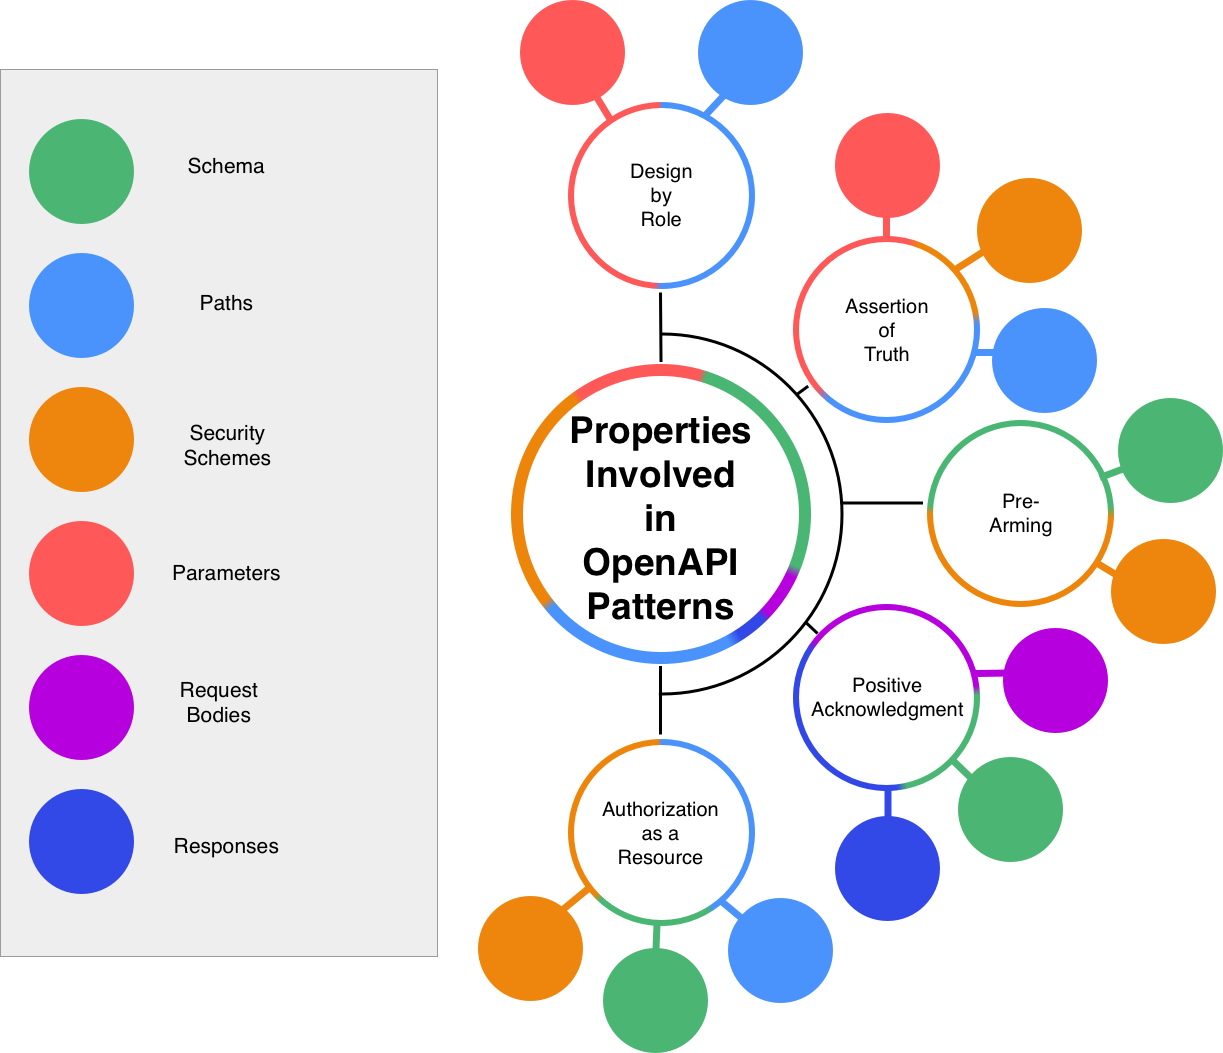 Schema
Paths
Security
Schemes
Parameters
Request
Bodies
Responses
Design
by
Role
Assertion
of
Truth
Properties
Involved
in
OpenAPI
Patterns
Pre-
Arming
Positive
Acknowledgment
Authorization
as a
Resource